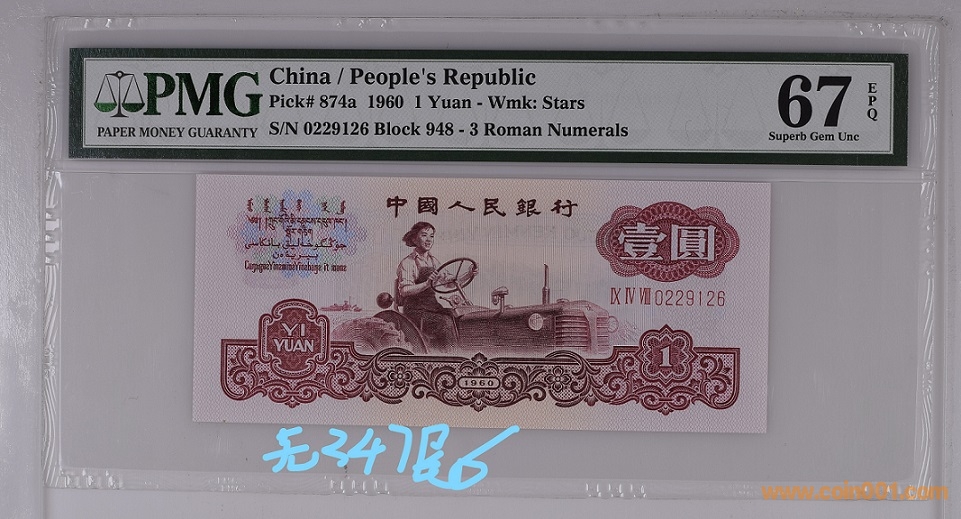 PMG
PAPER MONEY GUARANTY
China / People's Republic
Pick# 874a 1960 1 Yuan - Wmk: Stars
S/N 0229126 Block 948 - 3 Roman Numerals
67
EPQ
Superb Gem Unc
中國人民銀行
壹圓
Ⅸ Ⅳ Ⅷ 0229126
YI
YUAN
1960
1
无347尾6
www.coin001.com